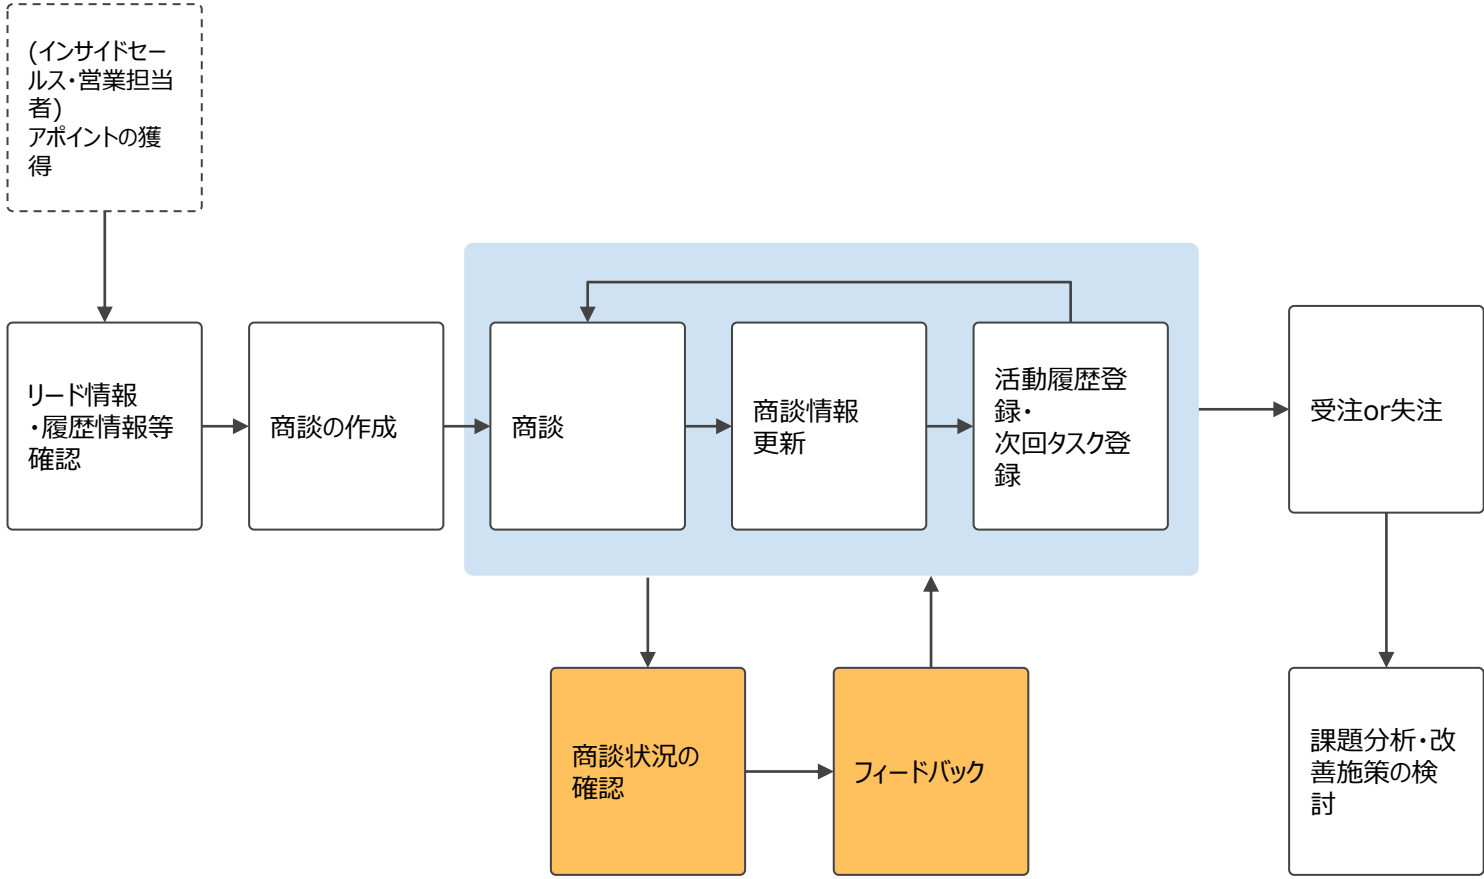 (インサイドセー
ルス・営業担当
者)
アポイントの獲
得
リード情報
・履歴情報等
確認
商談の作成
商談
商談情報
更新
活動履歴登
録・
次回タスク登
録
受注or失注
商談状況の
確認
フィードバック
課題分析・改
善施策の検
討